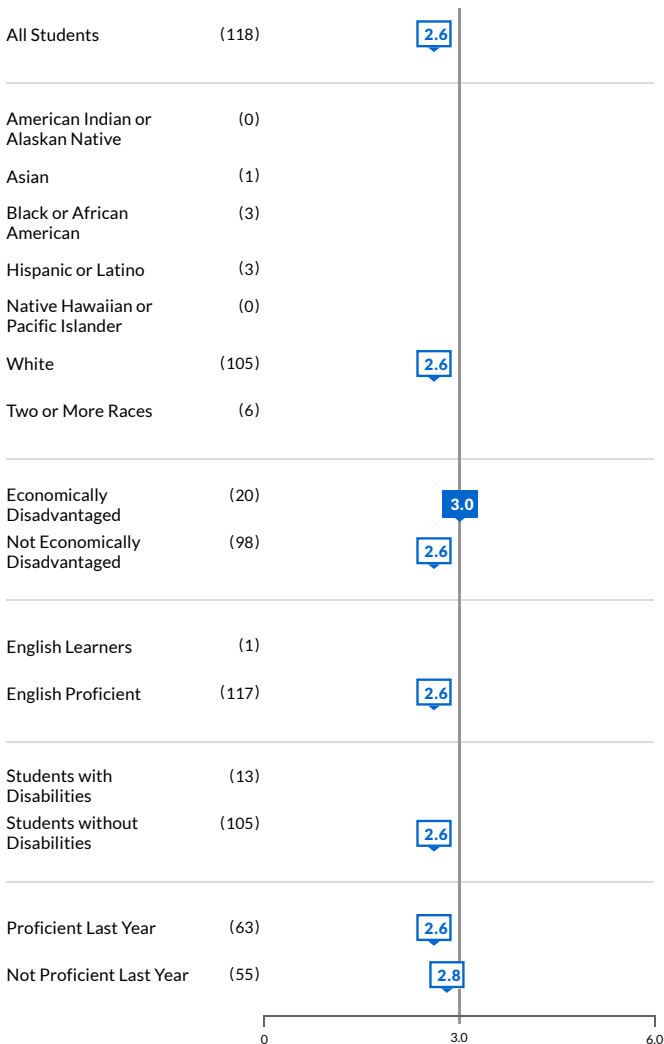 All Students (118) 2.6
American Indian or (0)
Alaskan Native
Asian (1)
Black or African (3)
American
Hispanic or Latino (3)
Native Hawaiian or (0)
Pacific Islander
White (105) 2.6
Two or More Races (6)
Economically (20) 3.0
Disadvantaged
Not Economically (98) 2.6
Disadvantaged
English Learners (1)
English Proficient (117) 2.6
Students with (13)
Disabilities
Students without (105) 2.6
Disabilities
Proficient Last Year (63) 2.6
Not Proficient Last Year (55) 2.8
0 3.0 6.0